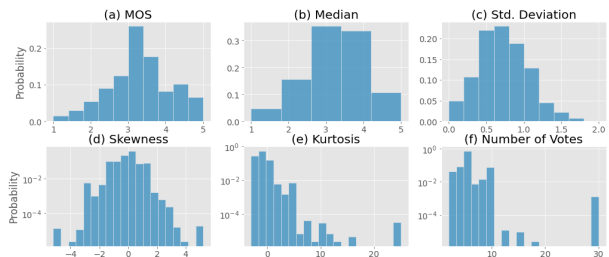 (a) MOS (b) Median (c) Std. Deviation
Probability
0.2 0.3 0.20
0.1 0.2 0.15
0.1 0.10
0.05
0.0 0.0 0.00
1 2 3 4 5 1 2 3 4 5 0.0 0.5 1.0 1.5 2.0
(d) Skewness (e) Kurtosis (f) Number of Votes
Probability
10⁰ 10⁰
10⁻² 10⁻² 10⁻²
10⁻⁴ 10⁻⁴ 10⁻⁴
−4 −2 0 2 4 0 10 20 10 20 30